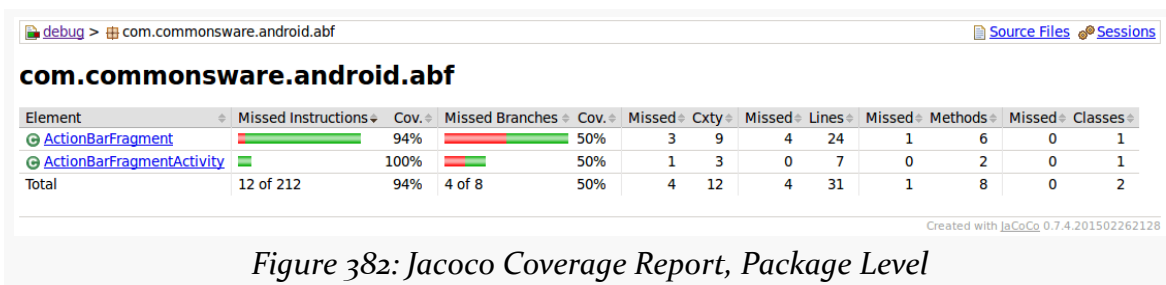 debug > com.commonsware.android.abf Source Files Sessions
com.commonsware.android.abf
Element Missed Instructions Cov. Missed Branches Cov. Missed Cxty Missed Lines Missed Methods Missed Classes
ActionBarFragment 94% 50% 3 9 4 24 1 6 0 1
ActionBarFragmentActivity 100% 50% 1 3 0 7 0 2 0 1
Total 12 of 212 94% 4 of 8 50% 4 12 4 31 1 8 0 2
Created with JaCoCo 0.7.4.201502262128
Figure 382: Jacoco Coverage Report, Package Level